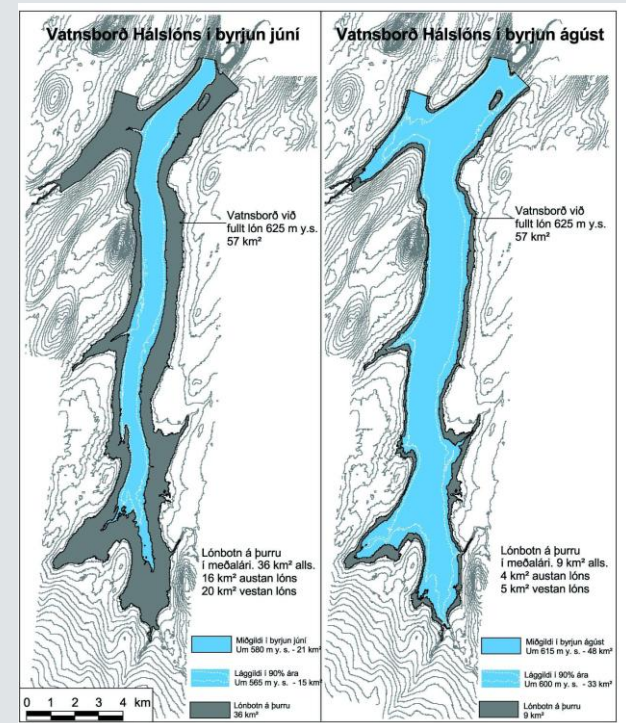 Vatnsborð Hálslóns í byrjun júní
Vatnsborð við
fullt lón 625 m y.s.
57 km²
Lónbotn á þurru
í meðalári. 36 km² alls.
16 km² austan lóns
20 km² vestan lóns
Miðgildi í byrjun júní
Um 580 m y. s. - 21 km²
Lággildi í 90% ára
Um 565 m y. s. - 15 km²
Lónbotn á þurru
36 km²
0 1 2 3 4 Km
Vatnsborð Hálslóns í byrjun ágúst
Vatnsborð við
fullt lón 625 m y.s.
57 km²
Lónbotn á þurru
í meðalári. 9 km² alls.
4 km² austan lóns
5 km² vestan lóns
Miðgildi í byrjun ágúst
Um 615 m y. s. - 48 km²
Lággildi í 90% ára
Um 600 m y. s. - 33 km²
Lónbotn á þurru
9 km²